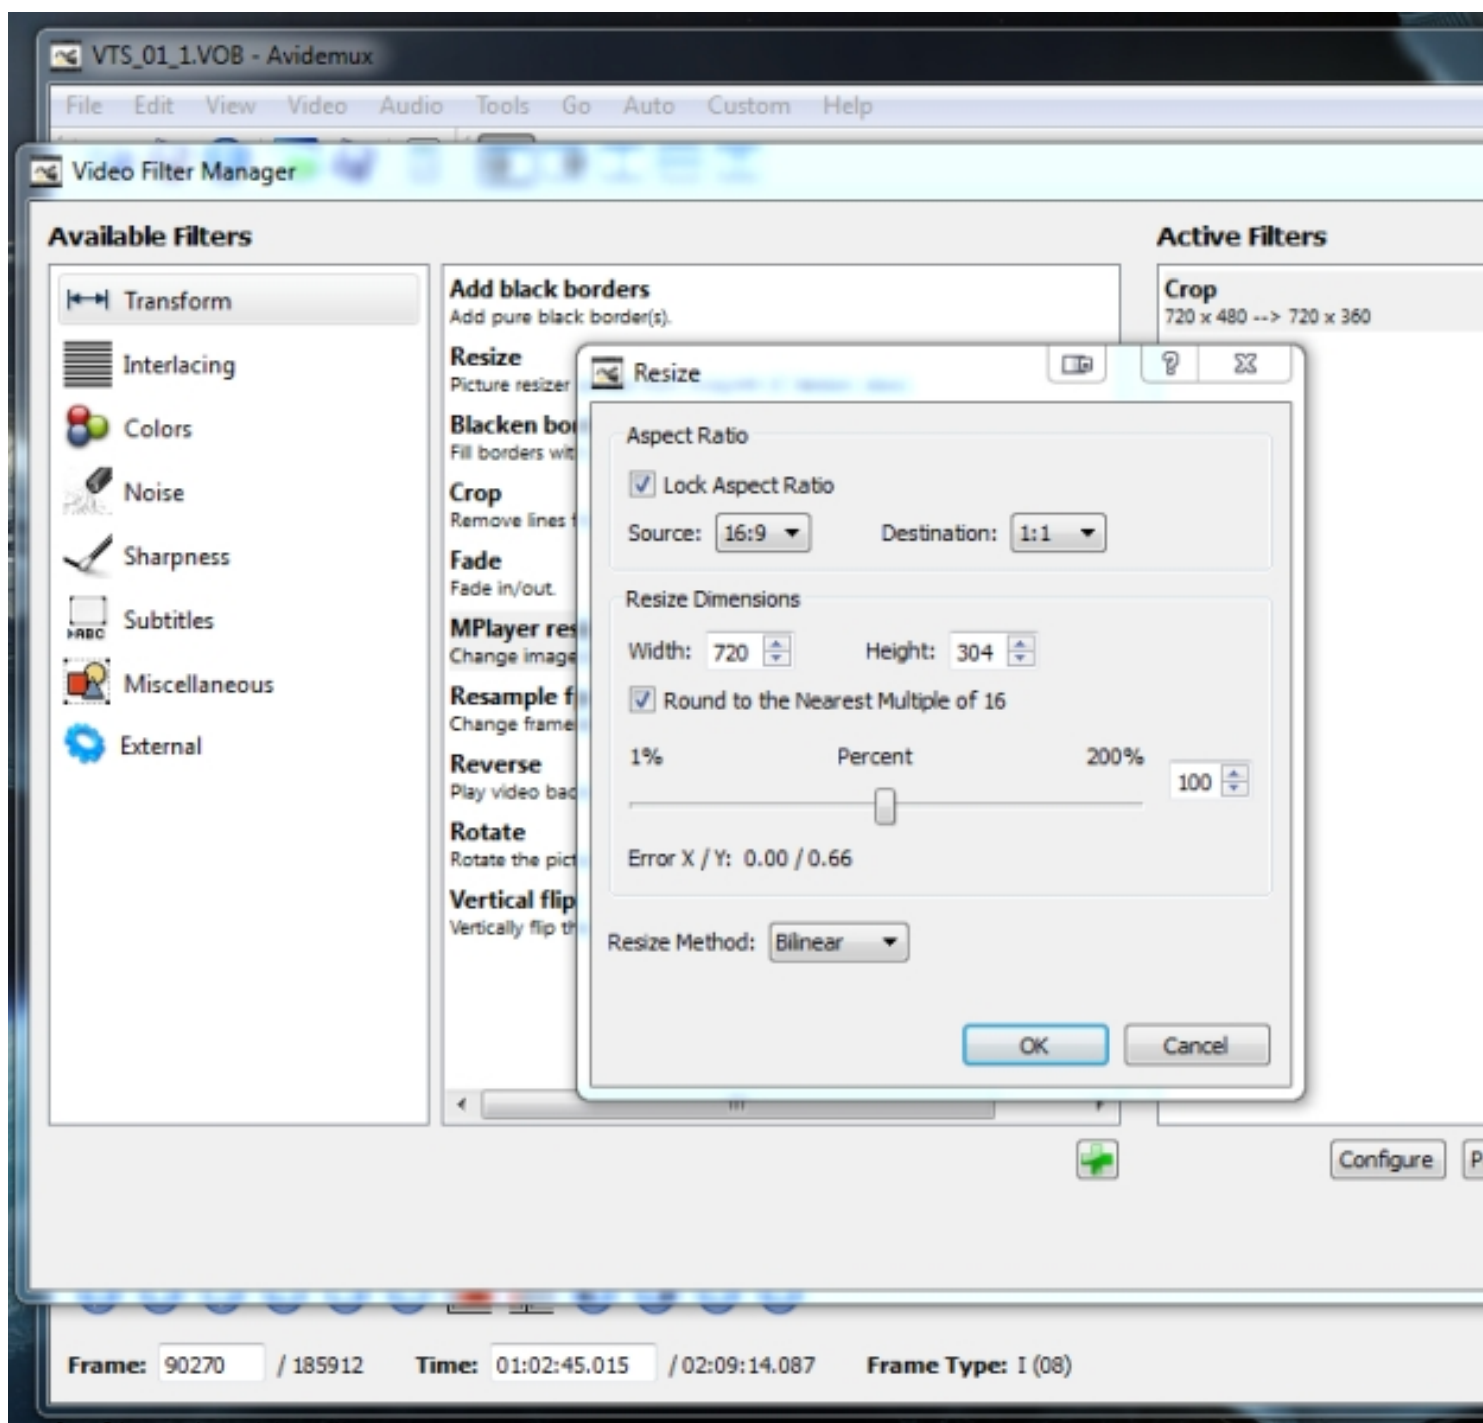 VTS_01_1.VOB - Avidemux
File Edit View Video Audio Tools Go Auto Custom Help
Video Filter Manager
Available Filters
Active Filters
Transform
Interlacing
Colors
Noise
Sharpness
Subtitles
Miscellaneous
External
Add black borders
Add pure black border(s).
Resize
Picture resizer
Blacken bo
Fill borders wit
Crop
Remove lines
Fade
Fade in/out.
MPlayer res
Change image
Resample f
Change frame
Reverse
Play video bac
Rotate
Rotate the pict
Vertical flip
Vertically flip th
Crop
720 x 480 --> 720 x 360
Resize
Aspect Ratio
Lock Aspect Ratio
Source: 16:9 Destination: 1:1
Resize Dimensions
Width: 720 Height: 304
Round to the Nearest Multiple of 16
1% Percent 200%
100
Error X / Y: 0.00 / 0.66
Resize Method: Bilinear
OK Cancel
Configure P
Frame: 90270 / 185912 Time: 01:02:45.015 / 02:09:14.087 Frame Type: I (08)